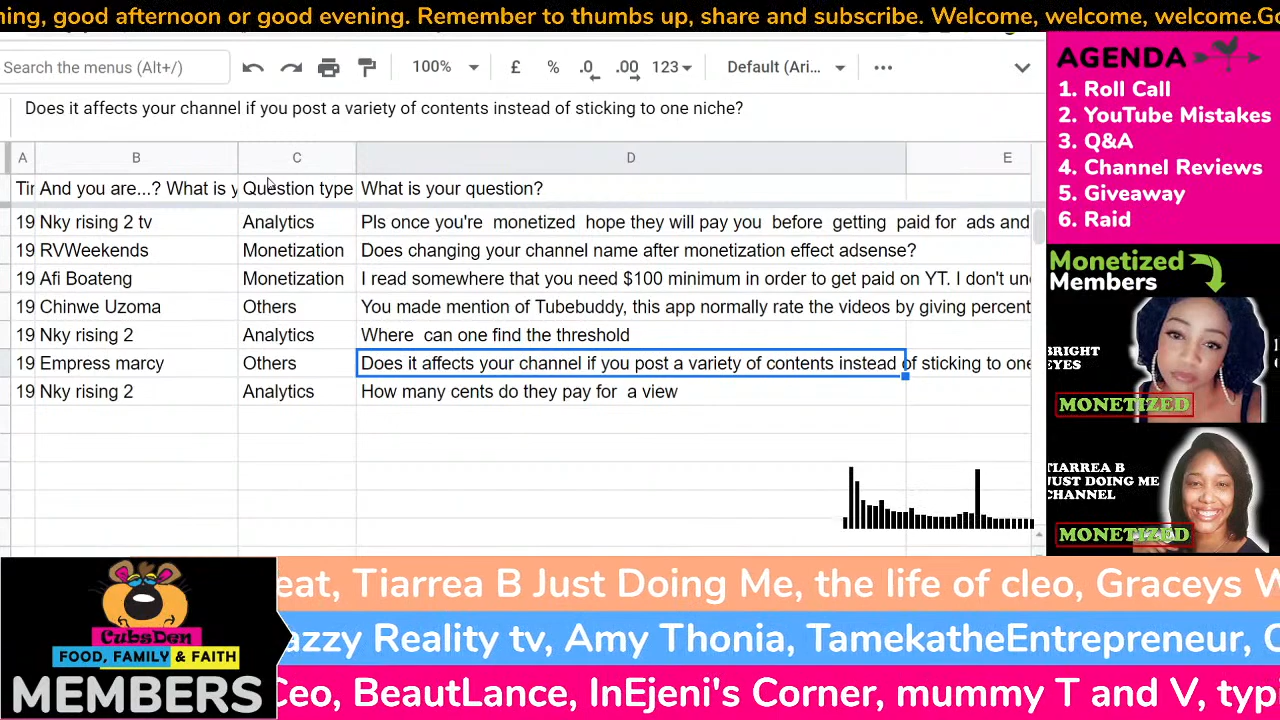 ning, good afternoon or good evening. Remember to thumbs up, share and subscribe. Welcome, welcome, welcome.Go
Search the menus (Alt+/)
100%
£
%
.0
.00
123
Default (Ari...
Does it affects your channel if you post a variety of contents instead of sticking to one niche?
A B C D E
Tir And you are...? What is y Question type What is your question?
19 Nky rising 2 tv Analytics Pls once you're monetized hope they will pay you before getting paid for ads and
19 RVWeekends Monetization Does changing your channel name after monetization effect adsense?
19 Afi Boateng Monetization I read somewhere that you need $100 minimum in order to get paid on YT. I don't un
19 Chinwe Uzoma Others You made mention of Tubebuddy, this app normally rate the videos by giving percent
19 Nky rising 2 Analytics Where can one find the threshold
19 Empress marcy Others Does it affects your channel if you post a variety of contents instead of sticking to one
19 Nky rising 2 Analytics How many cents do they pay for a view
AGENDA
1. Roll Call
2. YouTube Mistakes
3. Q&A
4. Channel Reviews
5. Giveaway
6. Raid
Monetized
Members
BRIGHT
EYES
MONETIZED
TIARREA B
JUST DOING ME
CHANNEL
MONETIZED
CubsDen
FOOD, FAMILY & FAITH
MEMBERS
eat, Tiarrea B Just Doing Me, the life of cleo, Graceys W
azzy Reality tv, Amy Thonia, TamekatheEntrepreneur, C
Ceo, BeautLance, InEjeni's Corner, mummy T and V, typi